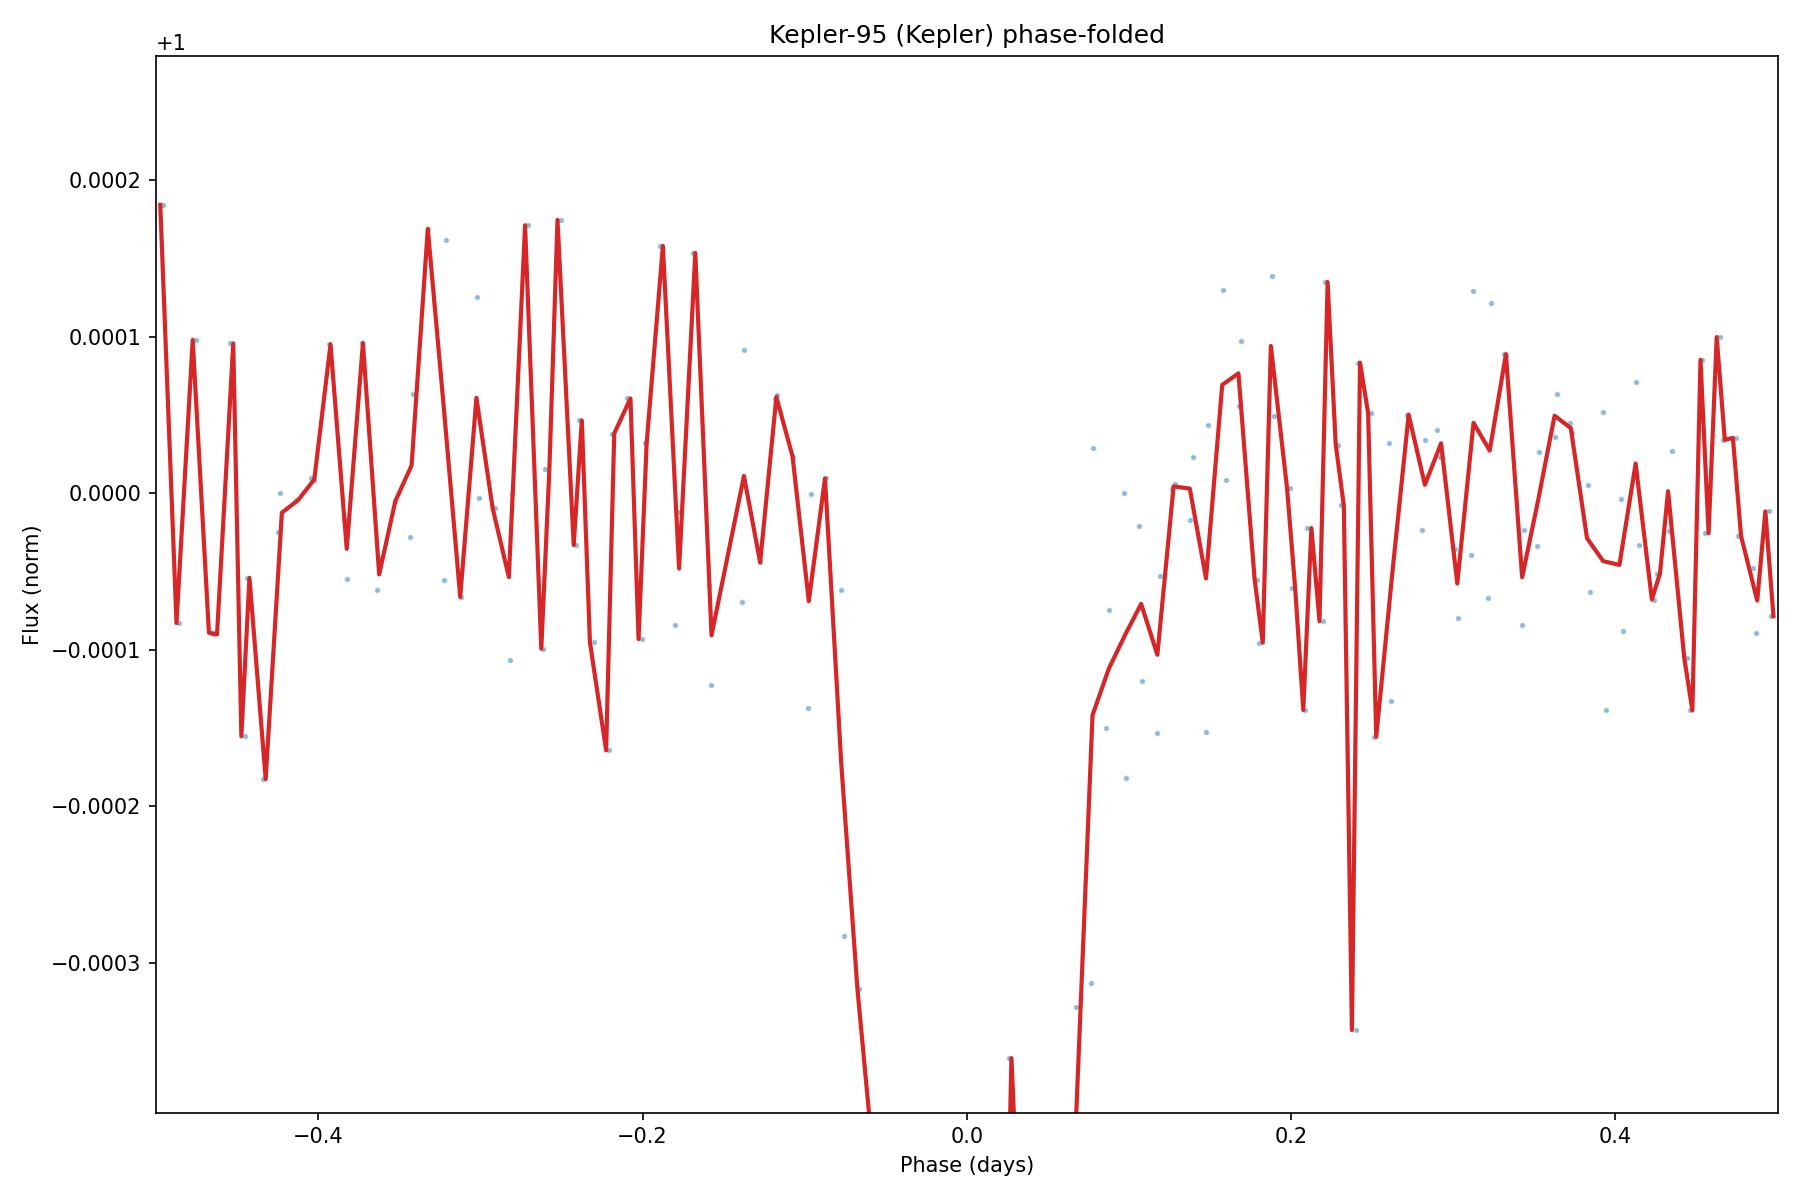 Kepler-95 (Kepler) phase-folded
+1
0.0002
0.0001
0.0000
−0.0001
−0.0002
−0.0003
Flux (norm)
−0.4 −0.2 0.0 0.2 0.4
Phase (days)